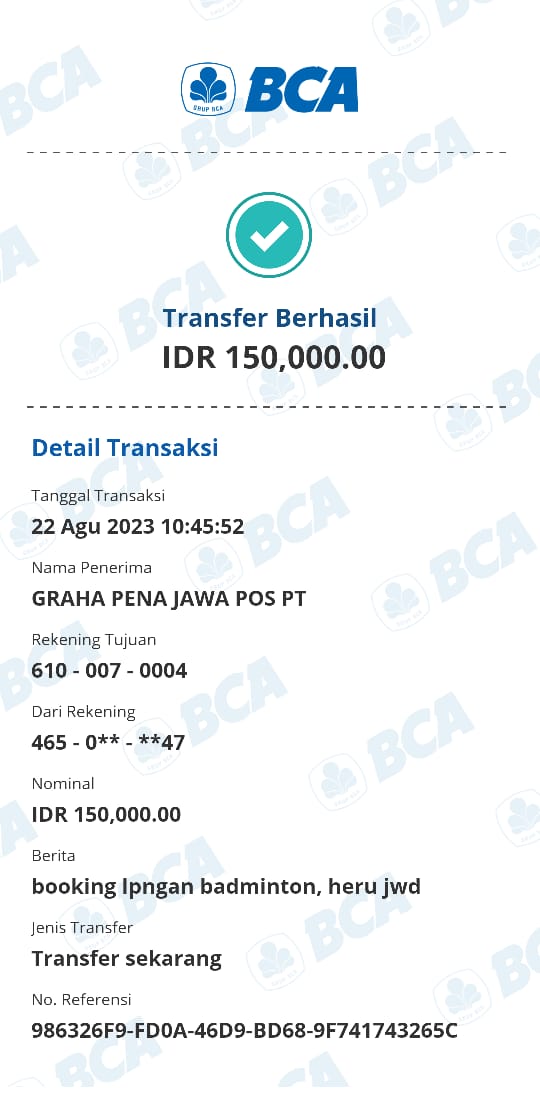 GRUP BCA
BCA
Transfer Berhasil
IDR 150,000.00
Detail Transaksi
Tanggal Transaksi
22 Agu 2023 10:45:52
Nama Penerima
GRAHA PENA JAWA POS PT
Rekening Tujuan
610 - 007 - 0004
Dari Rekening
465 - 0** - **47
Nominal
IDR 150,000.00
Berita
booking lpngan badminton, heru jwd
Jenis Transfer
Transfer sekarang
No. Referensi
986326F9-FD0A-46D9-BD68-9F741743265C